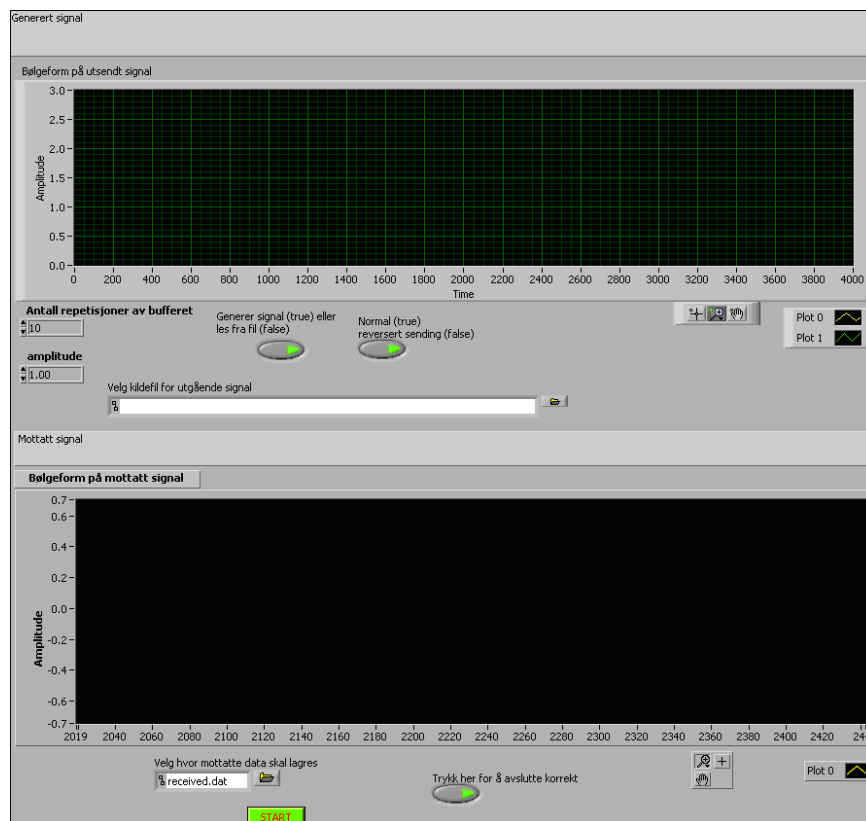 Generert signal
Bølgeform på utsendt signal
3.0
2.5
2.0
1.5
1.0
0.5
0.0
Amplitude
0 200 400 600 800 1000 1200 1400 1600 1800 2000 2200 2400 2600 2800 3000 3200 3400 3600 3800 4000
Time
Antall repetisjoner av bufferet
10
Generer signal (true) eller
les fra fil (false)
Normal (true)
reversert sending (false)
Plot 0
Plot 1
amplitude
1.00
Velg kildefil for utgående signal
Mottatt signal
Bølgeform på mottatt signal
0.7
0.6
0.4
0.2
0.0
-0.2
-0.4
-0.6
-0.7
Amplitude
2019 2040 2060 2080 2100 2120 2140 2160 2180 2200 2220 2240 2260 2280 2300 2320 2340 2360 2380 2400 2420
Velg hvor mottatte data skal lagres
received.dat
Trykk her for å avslutte korrekt
Plot 0
START